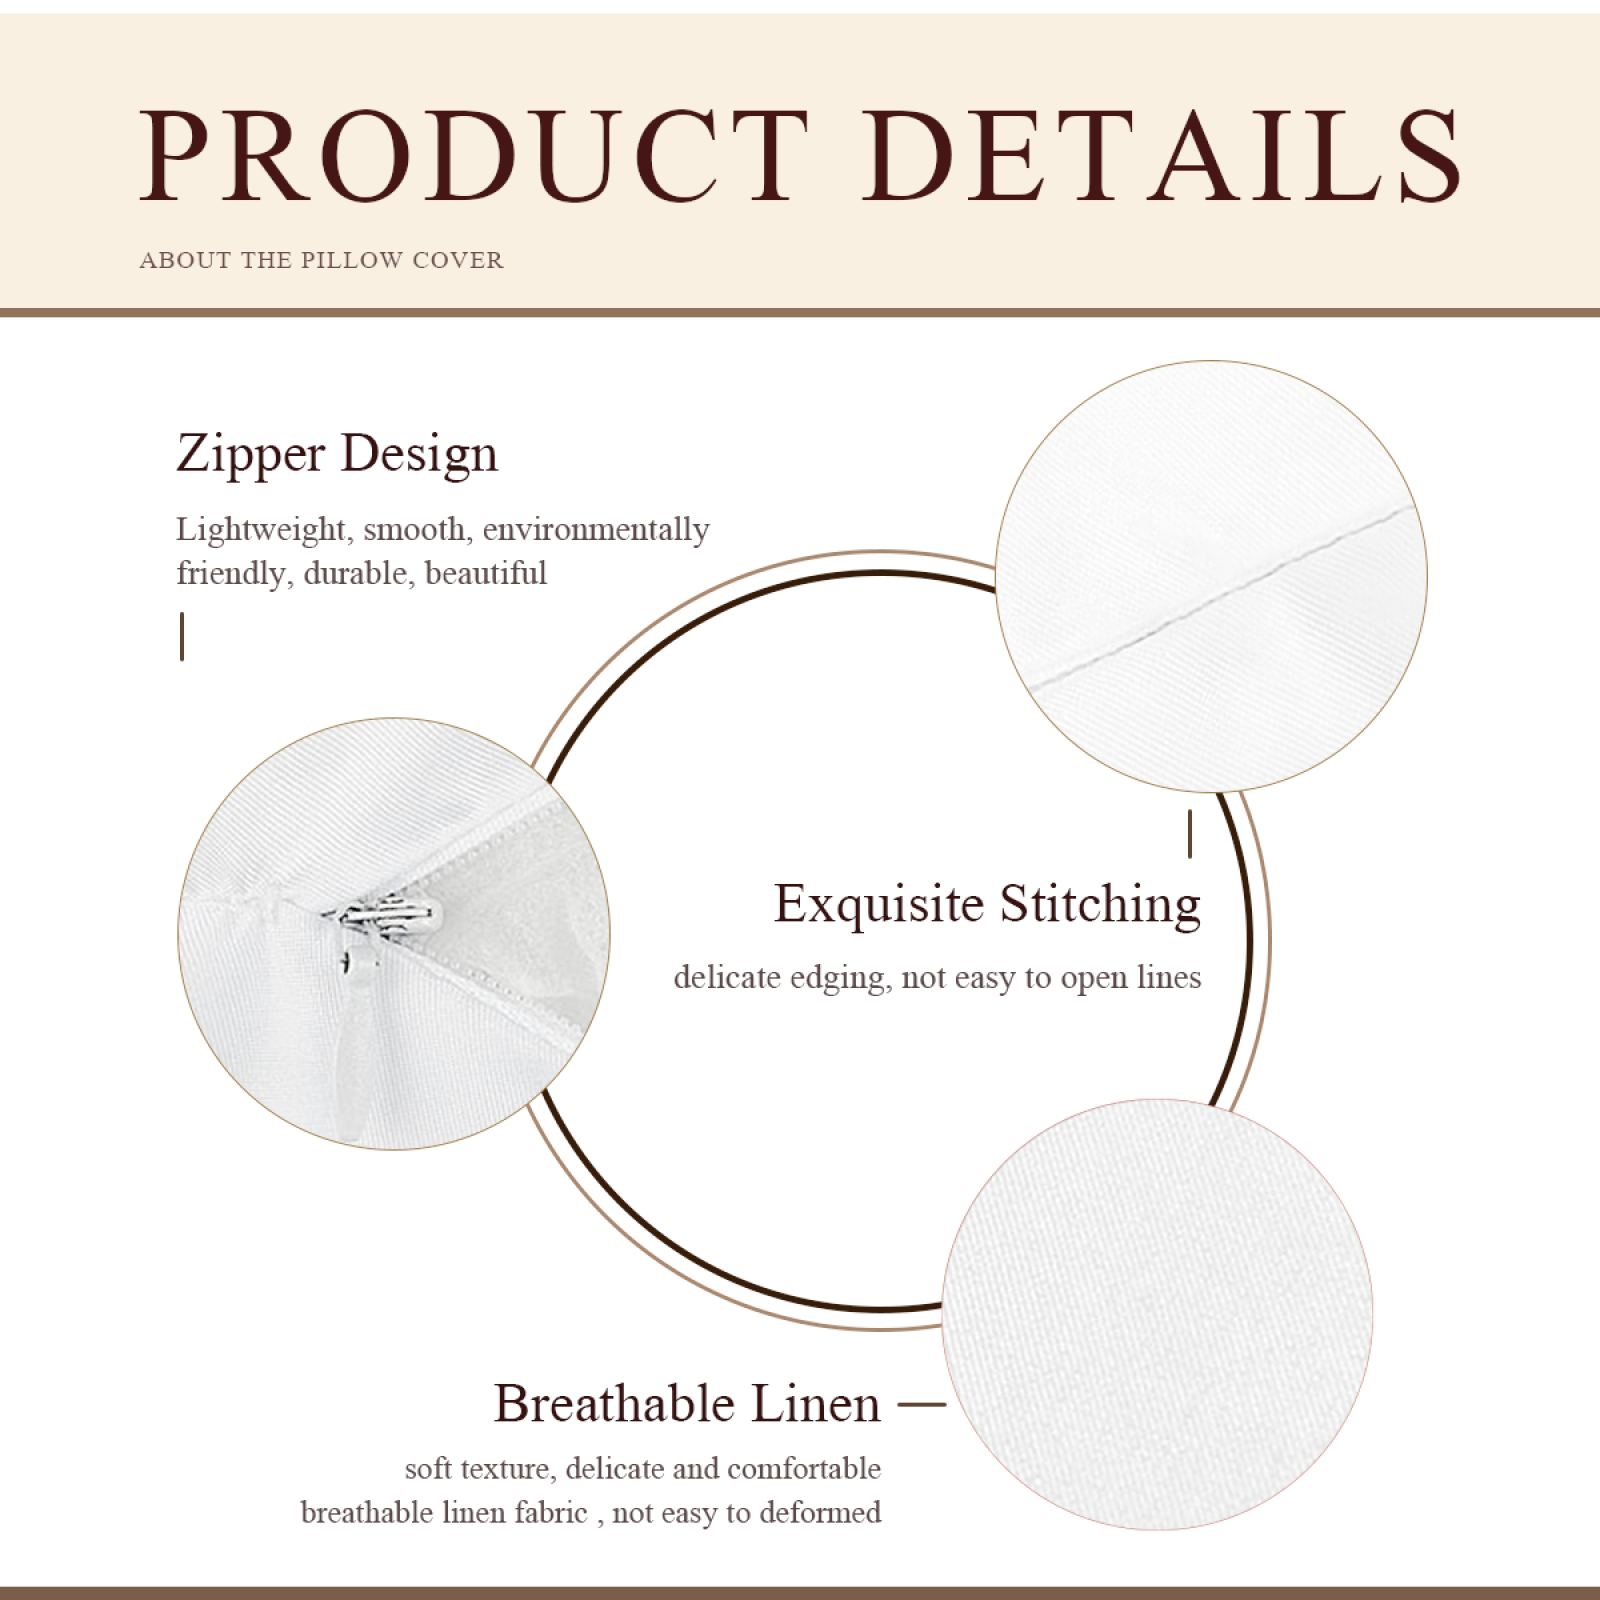 PRODUCT DETAILS
ABOUT THE PILLOW COVER
Zipper Design
Lightweight, smooth, environmentally
friendly, durable, beautiful
Exquisite Stitching
delicate edging, not easy to open lines
Breathable Linen
soft texture, delicate and comfortable
breathable linen fabric , not easy to deformed